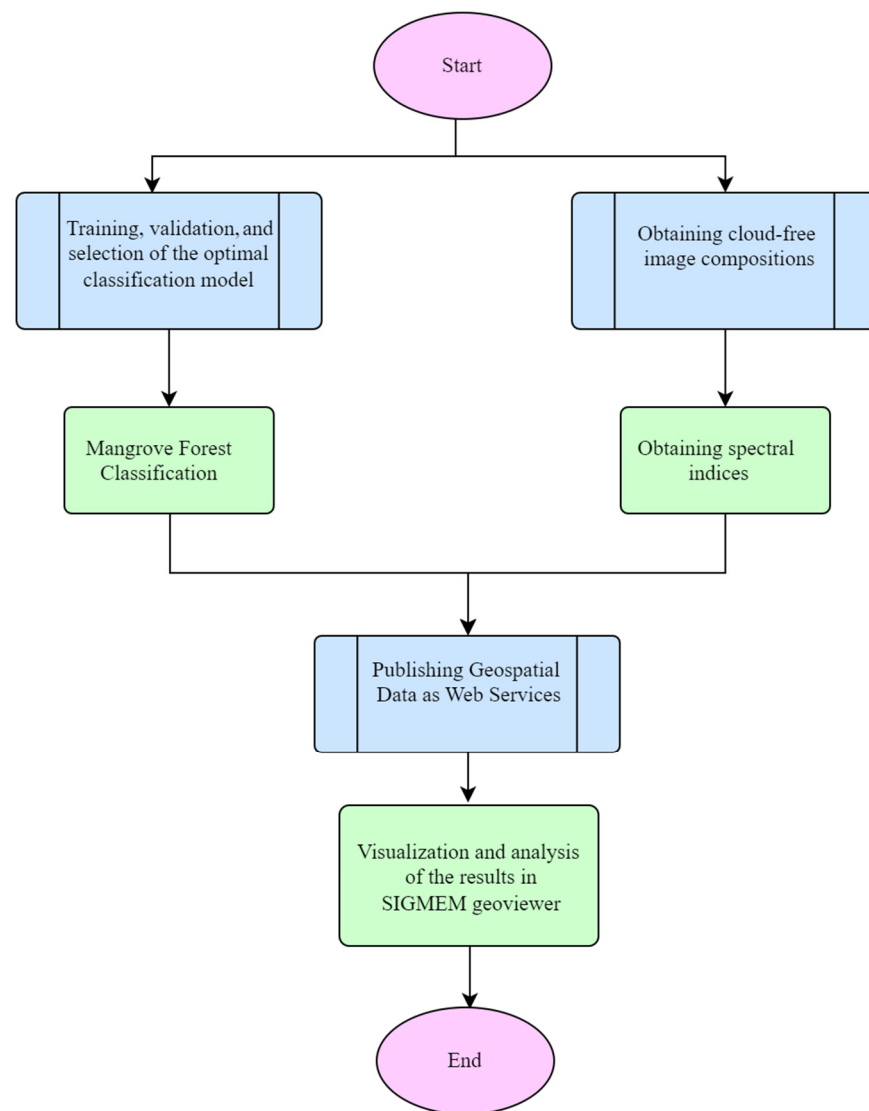 Start
Training, validation, and
selection of the optimal
classification model
Obtaining cloud-free
image compositions
Mangrove Forest
Classification
Obtaining spectral
indices
Publishing Geospatial
Data as Web Services
Visualization and analysis
of the results in
SIGMEM geoviewer
End